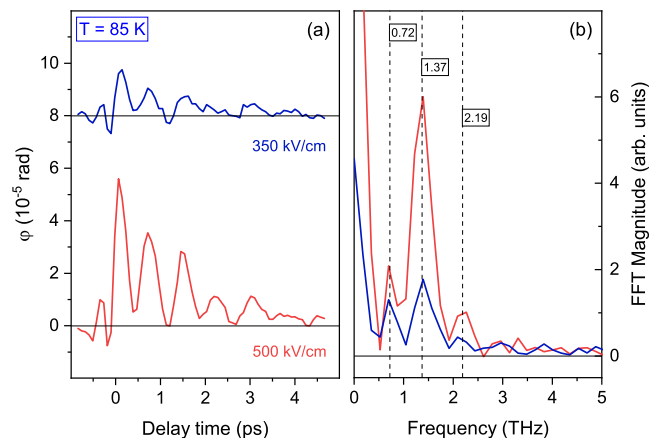 T = 85 K
(a)
10
8
6
4
2
0
φ (10⁻⁵ rad)
350 kV/cm
500 kV/cm
0 1 2 3 4 5
Delay time (ps)
(b)
0.72
1.37
2.19
6
4
2
0
FFT Magnitude (arb. units)
0 1 2 3 4 5
Frequency (THz)